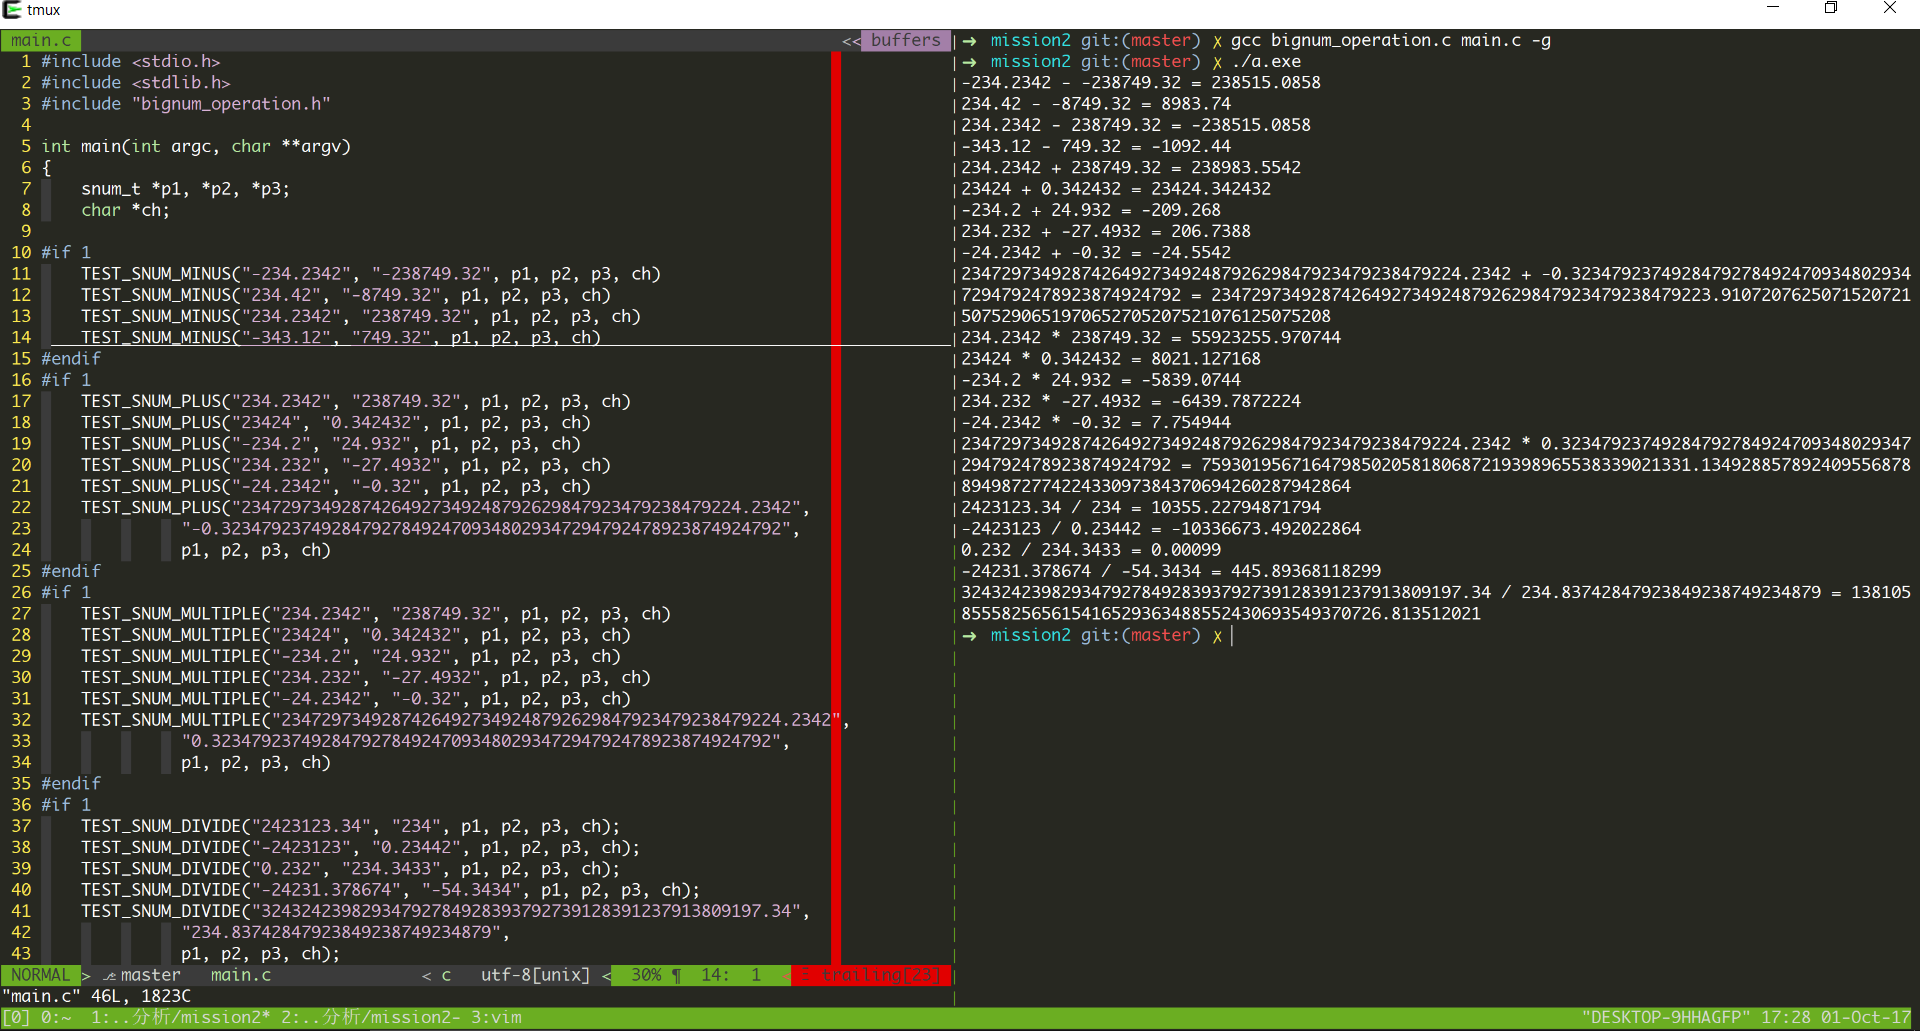 tmux
main.c << buffers
1 #include <stdio.h>
2 #include <stdlib.h>
3 #include "bignum_operation.h"
4
5 int main(int argc, char **argv)
6 {
7 snum_t *p1, *p2, *p3;
8 char *ch;
9
10 #if 1
11 TEST_SNUM_MINUS("-234.2342", "-238749.32", p1, p2, p3, ch)
12 TEST_SNUM_MINUS("234.42", "-8749.32", p1, p2, p3, ch)
13 TEST_SNUM_MINUS("234.2342", "238749.32", p1, p2, p3, ch)
14 TEST_SNUM_MINUS("-343.12", "749.32", p1, p2, p3, ch)
15 #endif
16 #if 1
17 TEST_SNUM_PLUS("234.2342", "238749.32", p1, p2, p3, ch)
18 TEST_SNUM_PLUS("23424", "0.342432", p1, p2, p3, ch)
19 TEST_SNUM_PLUS("-234.2", "24.932", p1, p2, p3, ch)
20 TEST_SNUM_PLUS("234.232", "-27.4932", p1, p2, p3, ch)
21 TEST_SNUM_PLUS("-24.2342", "-0.32", p1, p2, p3, ch)
22 TEST_SNUM_PLUS("23472973492874264927349248792629847923479238479224.2342",
23 "-0.3234792374928479278492470934802934729479247892387492 4792",
24 p1, p2, p3, ch)
25 #endif
26 #if 1
27 TEST_SNUM_MULTIPLE("234.2342", "238749.32", p1, p2, p3, ch)
28 TEST_SNUM_MULTIPLE("23424", "0.342432", p1, p2, p3, ch)
29 TEST_SNUM_MULTIPLE("-234.2", "24.932", p1, p2, p3, ch)
30 TEST_SNUM_MULTIPLE("234.232", "-27.4932", p1, p2, p3, ch)
31 TEST_SNUM_MULTIPLE("-24.2342", "-0.32", p1, p2, p3, ch)
32 TEST_SNUM_MULTIPLE("23472973492874264927349248792629847923479238479224.2342",
33 "0.32347923749284792784924709348029347294792478923874924792",
34 p1, p2, p3, ch)
35 #endif
36 #if 1
37 TEST_SNUM_DIVIDE("2423123.34", "234", p1, p2, p3, ch);
38 TEST_SNUM_DIVIDE("-2423123", "0.23442", p1, p2, p3, ch);
39 TEST_SNUM_DIVIDE("0.232", "234.3433", p1, p2, p3, ch);
40 TEST_SNUM_DIVIDE("-24231.378674", "-54.3434", p1, p2, p3, ch);
41 TEST_SNUM_DIVIDE("32432423982934792784928393792739128391237913809197.34",
42 "234.83742847923849238749234879",
43 p1, p2, p3, ch);
NORMAL > master main.c < c utf-8[unix] < 30% ¶ 14: 1 < trailing[23]
"main.c" 46L, 1823C
→ mission2 git:(master) ✗ gcc bignum_operation.c main.c -g
→ mission2 git:(master) ✗ ./a.exe
-234.2342 - -238749.32 = 238515.0858
234.42 - -8749.32 = 8983.74
234.2342 - 238749.32 = -238515.0858
-343.12 - 749.32 = -1092.44
234.2342 + 238749.32 = 238983.5542
23424 + 0.342432 = 23424.342432
-234.2 + 24.932 = -209.268
234.232 + -27.4932 = 206.7388
-24.2342 + -0.32 = -24.5542
23472973492874264927349248792629847923479238479224.2342 + -0.3234792374928479278492470934802934
7294792478923874924792 = 23472973492874264927349248792629847923479238479223.9107207625071520721
5075290651970652705207521076125075208
234.2342 * 238749.32 = 55923255.970744
23424 * 0.342432 = 8021.127168
-234.2 * 24.932 = -5839.0744
234.232 * -27.4932 = -6439.7872224
-24.2342 * -0.32 = 7.754944
23472973492874264927349248792629847923479238479224.2342 * 0.3234792374928479278492470934802934​7
294792478923874924792 = 7593019567164798502058180687219398965538339021331.134928857892409556878
894987277422433097384370694260287942864
2423123.34 / 234 = 10355.22794871794
-2423123 / 0.23442 = -10336673.492022864
0.232 / 234.3433 = 0.00099
-24231.378674 / -54.3434 = 445.89368118299
32432423982934792784928393792739128391237913809197.34 / 234.83742847923849238749234879 = 138105
8555825656154165293634885524306935493​70726.813512021
→ mission2 git:(master) ✗
[0] 0:~ 1:..分析/mission2* 2:..分析/mission2- 3:vim "DESKTOP-9HHAGFP" 17:28 01-Oct-17